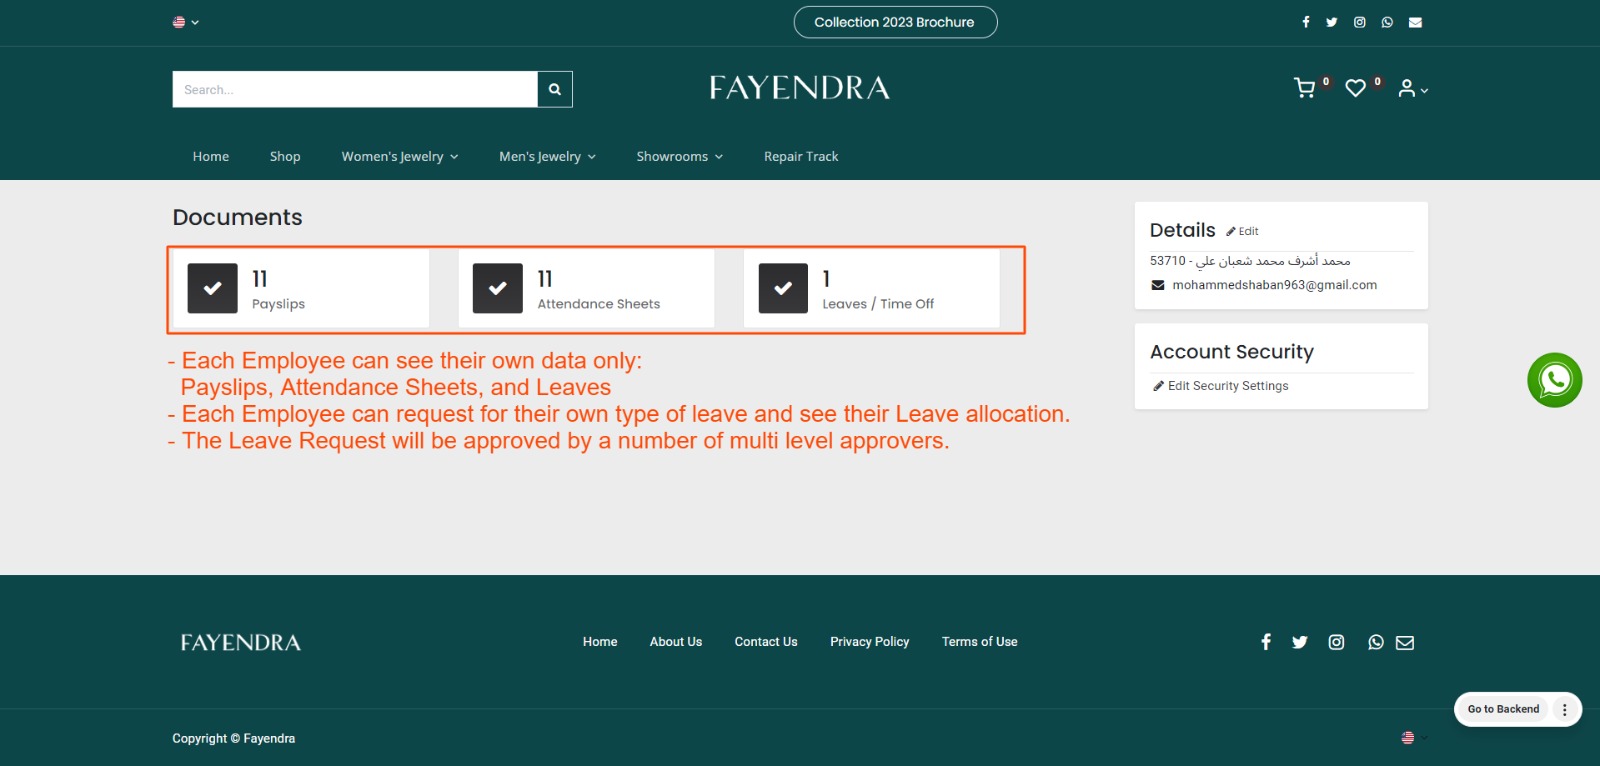 Collection 2023 Brochure
Search...
FAYENDRA
0
0
Home Shop Women's Jewelry Men's Jewelry Showrooms Repair Track
Documents
11
Payslips
11
Attendance Sheets
1
Leaves / Time Off
- Each Employee can see their own data only:
Payslips, Attendance Sheets, and Leaves
- Each Employee can request for their own type of leave and see their Leave allocation.
- The Leave Request will be approved by a number of multi level approvers.
Details Edit
53710 - محمد أشرف محمد شعبان علي
mohammedshaban963@gmail.com
Account Security
Edit Security Settings
FAYENDRA
Home About Us Contact Us Privacy Policy Terms of Use
Go to Backend
Copyright © Fayendra